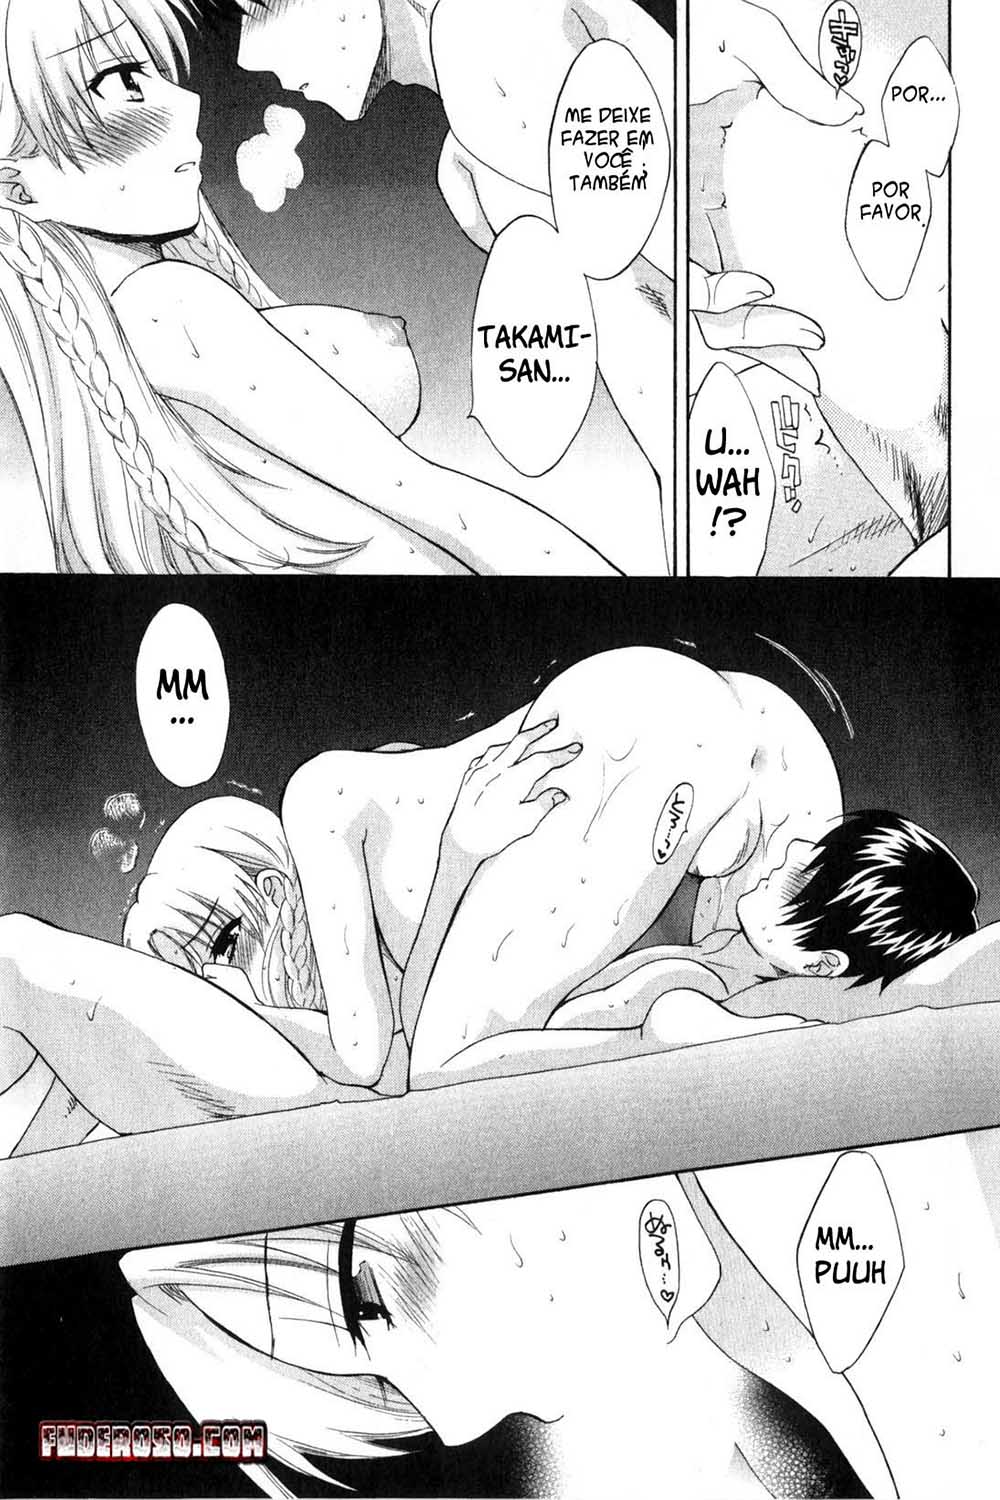 POR...
POR
FAVOR.
U...
WAH
!?
ME DEIXE
FAZER EM
VOCÊ
TAMBÉM
TAKAMI-
SAN...
MM
...
MM...
PUUH
FUDEROSO.COM